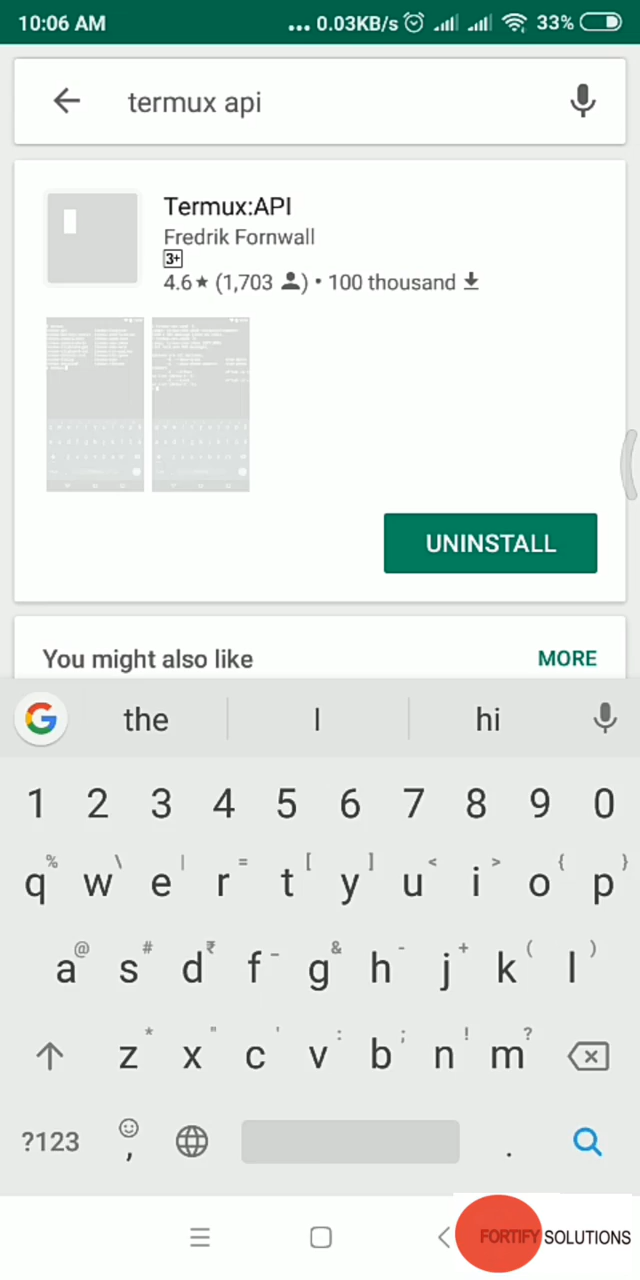 10:06 AM ... 0.03KB/s 33%
termux api
Termux:API
Fredrik Fornwall
3+
4.6★ (1,703 ) • 100 thousand
UNINSTALL
You might also like MORE
G the I hi
1 2 3 4 5 6 7 8 9 0
% \ | = [ ] < > { }
q w e r t y u i o p
@ # ₹ - & - + ( )
a s d f g h j k l
* " ' : ; ! ?
z x c v b n m
?123 , .
FORTIFY SOLUTIONS